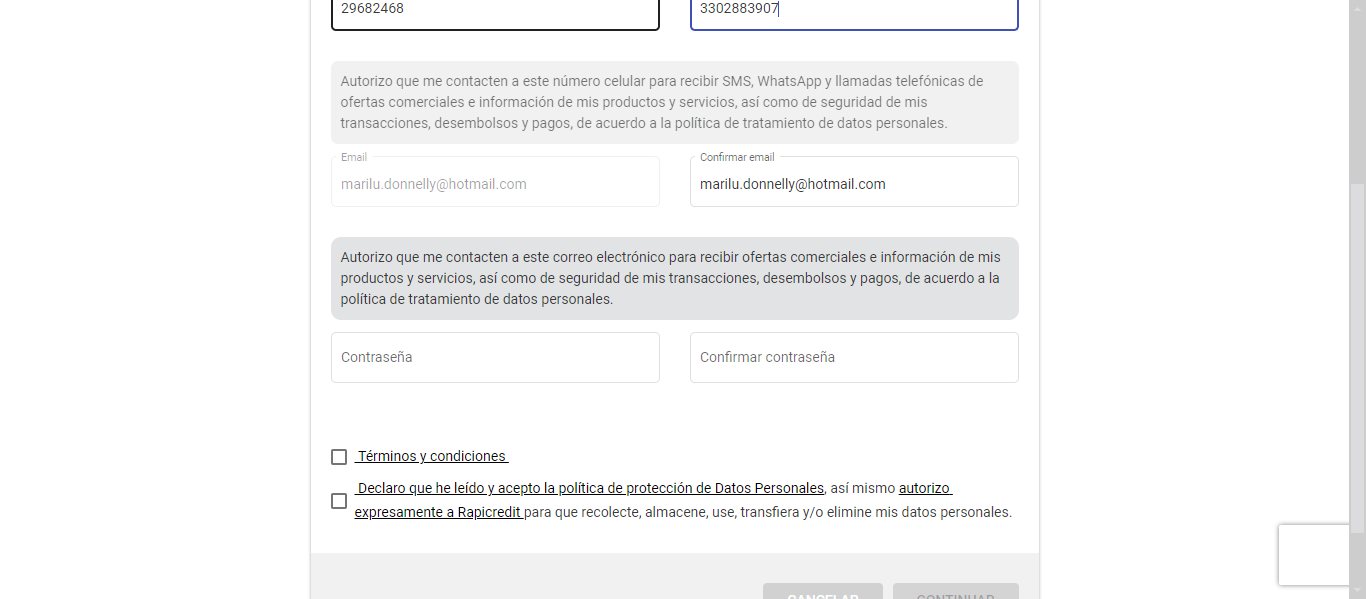 29682468
3302883907
Autorizo que me contacten a este número celular para recibir SMS, WhatsApp y llamadas telefónicas de
ofertas comerciales e información de mis productos y servicios, así como de seguridad de mis
transacciones, desembolsos y pagos, de acuerdo a la política de tratamiento de datos personales.
Email
marilu.donnelly@hotmail.com
Confirmar email
marilu.donnelly@hotmail.com
Autorizo que me contacten a este correo electrónico para recibir ofertas comerciales e información de mis
productos y servicios, así como de seguridad de mis transacciones, desembolsos y pagos, de acuerdo a la
política de tratamiento de datos personales.
Contraseña
Confirmar contraseña
Términos y condiciones
Declaro que he leído y acepto la política de protección de Datos Personales, así mismo autorizo
expresamente a Rapicredit para que recolecte, almacene, use, transfiera y/o elimine mis datos personales.
CANCELAR
CONTINUAR